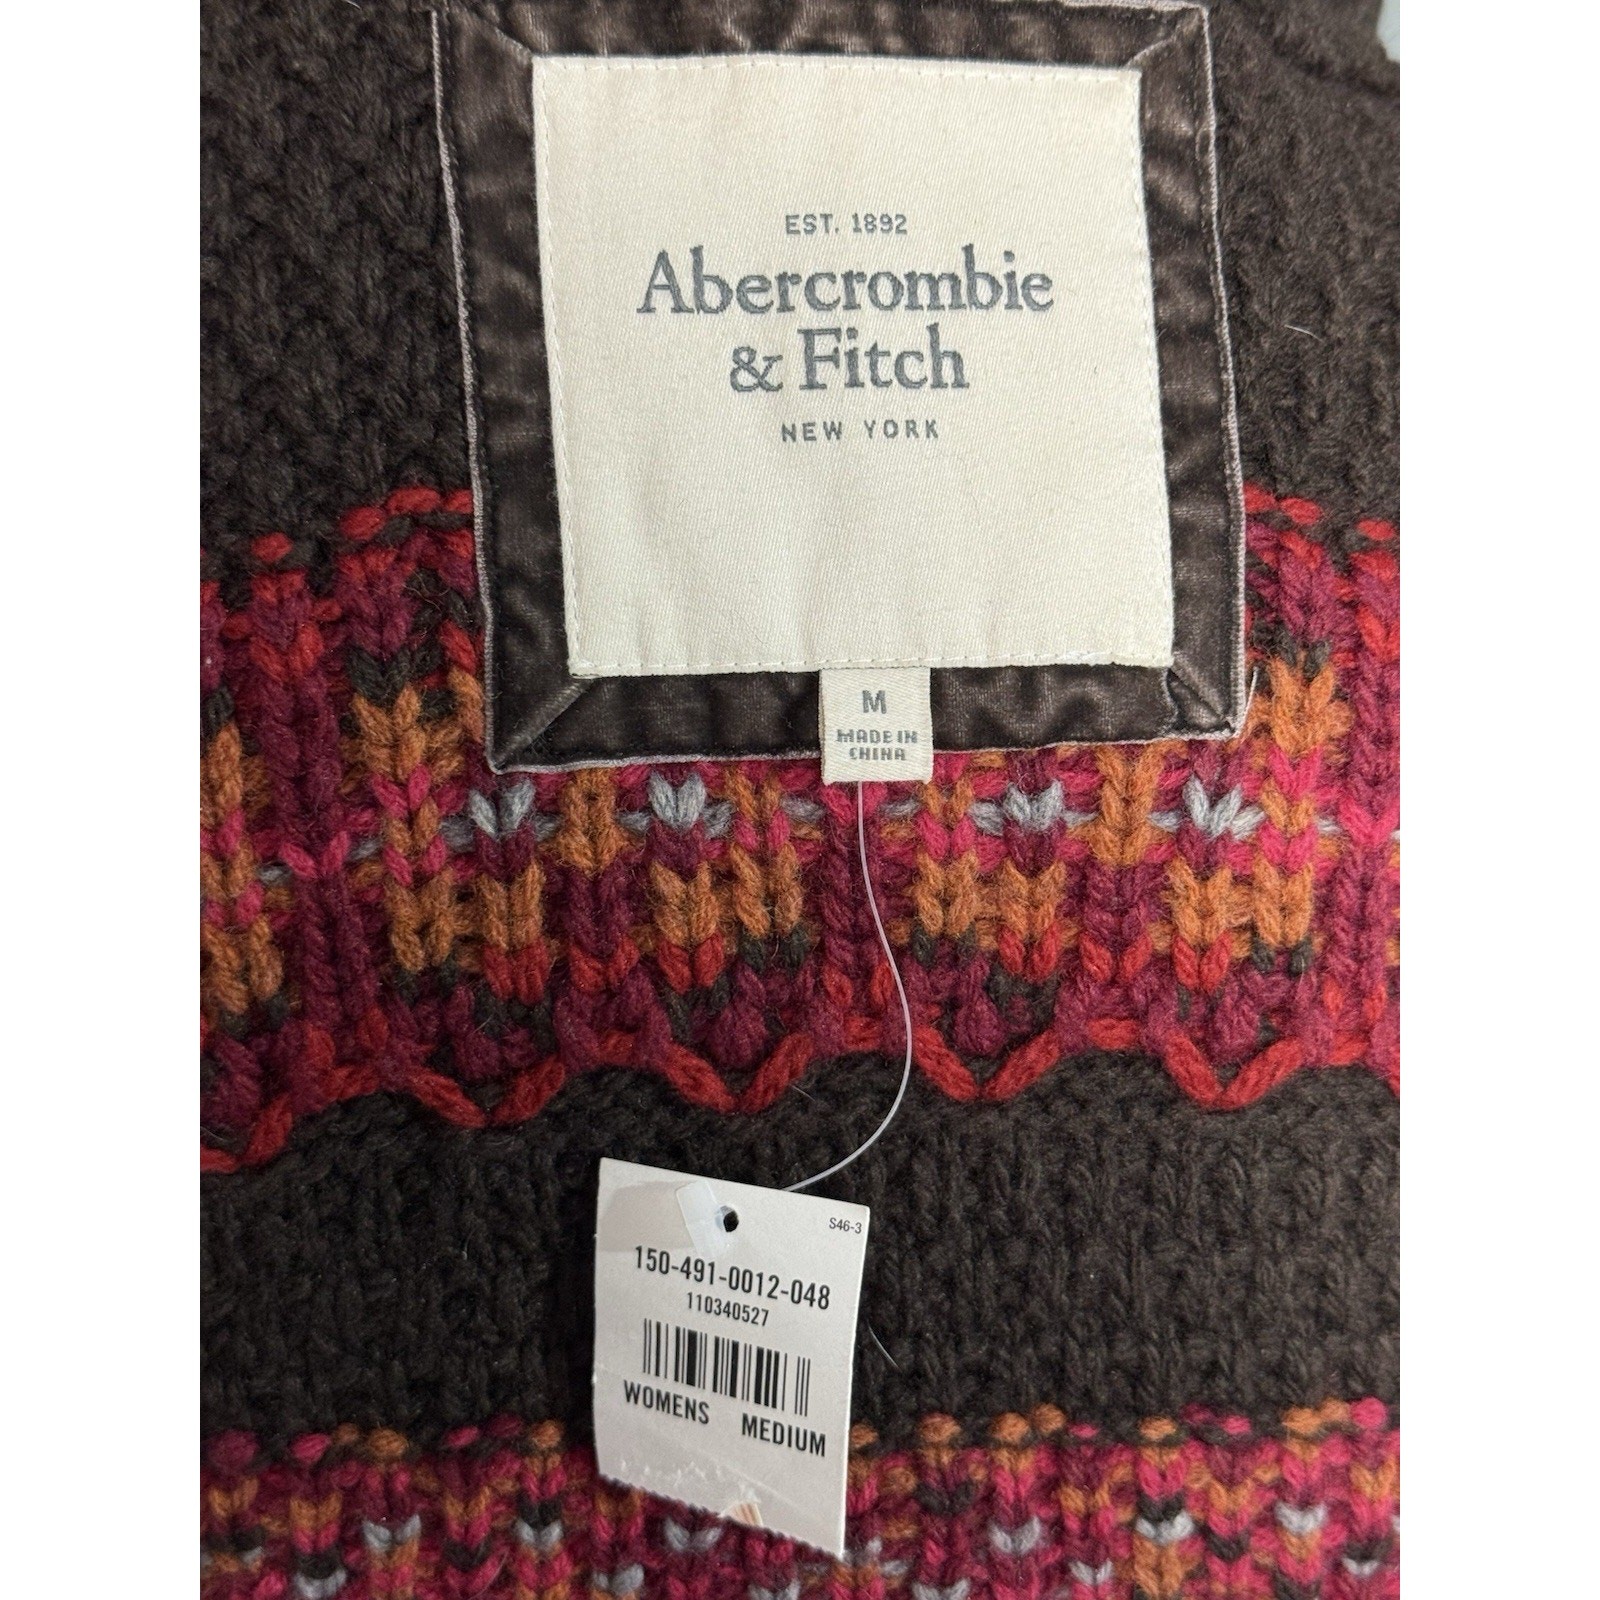 EST. 1892
Abercrombie
& Fitch
NEW YORK
M
MADE IN
CHINA
S46-3
150-491-0012-048
110340527
WOMENS MEDIUM